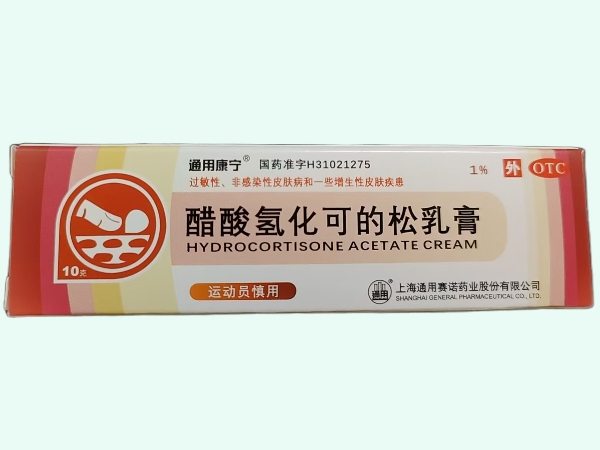 通用康宁® 国药准字H31021275
1% 外 OTC
过敏性、非感染性皮肤病和一些增生性皮肤疾患
醋酸氢化可的松乳膏
HYDROCORTISONE ACETATE CREAM
10克
运动员慎用
通用 上海通用赛诺药业股份有限公司
SHANGHAI GENERAL PHARMACEUTICAL CO., LTD.